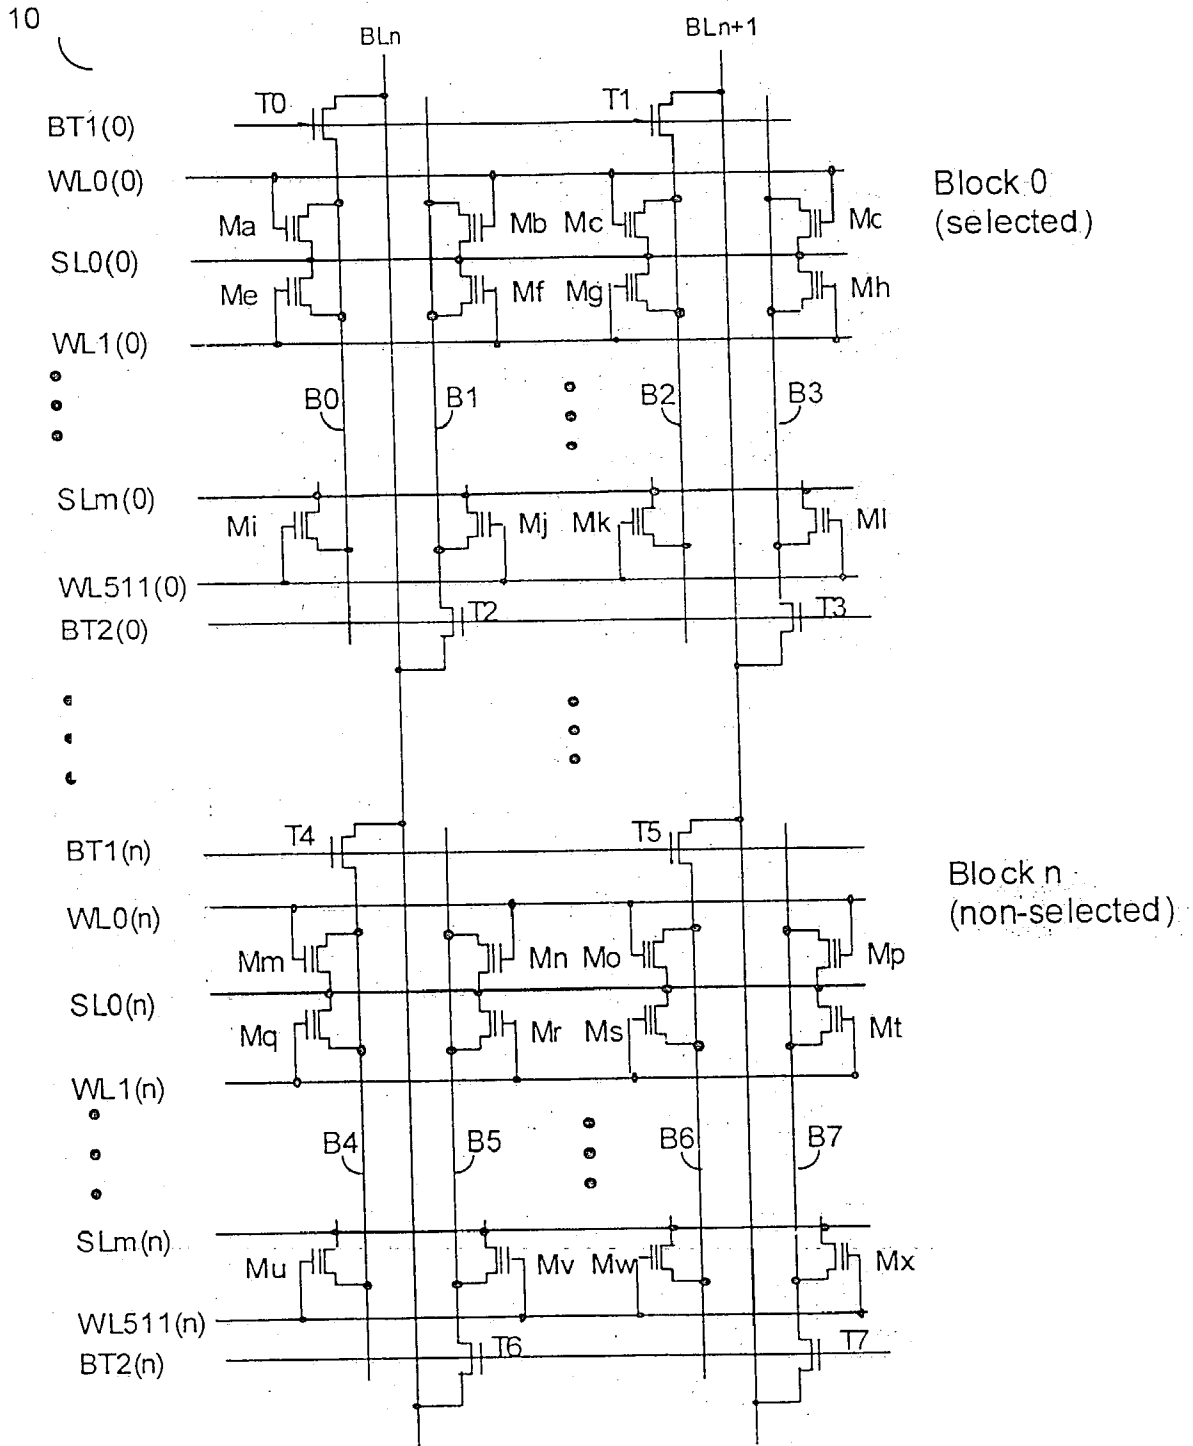 10
BLn BLn+1
T0 T1
BT1(0)
WL0(0)
Block 0
(selected)
Ma Mb Mc Mc
SL0(0)
Me Mf Mg Mh
WL1(0)
B0 B1 B2 B3
SLm(0)
Mi Mj Mk Ml
WL511(0)
T2 T3
BT2(0)
T4 T5
BT1(n)
Block n
(non-selected)
WL0(n)
Mm Mn Mo Mp
SL0(n)
Mq Mr Ms Mt
WL1(n)
B4 B5 B6 B7
SLm(n)
Mu Mv Mw Mx
WL511(n)
T6 T7
BT2(n)